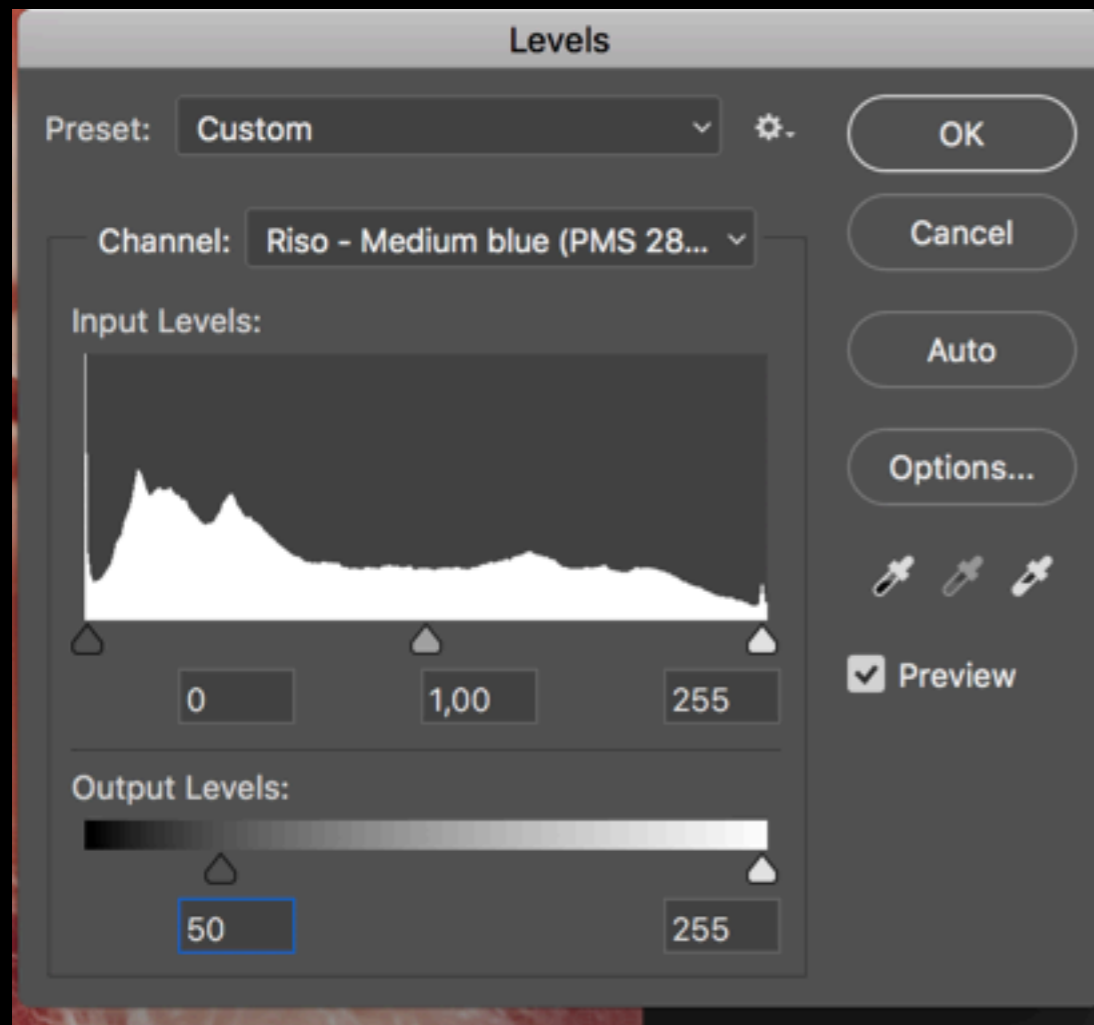 Levels
Preset: Custom
OK
Channel: Riso - Medium blue (PMS 28...
Cancel
Input Levels:
Auto
Options...
0 1,00 255
Preview
Output Levels:
50 255